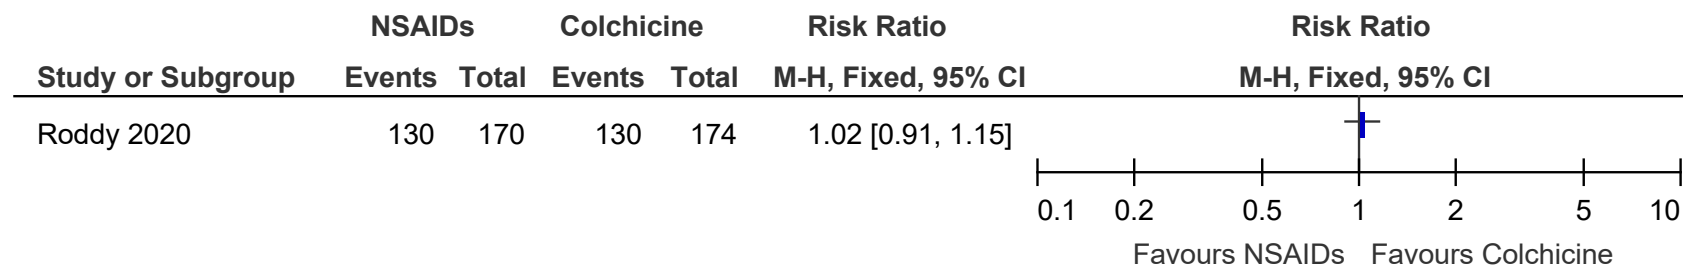 NSAIDs Colchicine Risk Ratio Risk Ratio
Study or Subgroup Events Total Events Total M-H, Fixed, 95% CI M-H, Fixed, 95% CI
Roddy 2020 130 170 130 174 1.02 [0.91, 1.15]
0.1 0.2 0.5 1 2 5 10
Favours NSAIDs Favours Colchicine